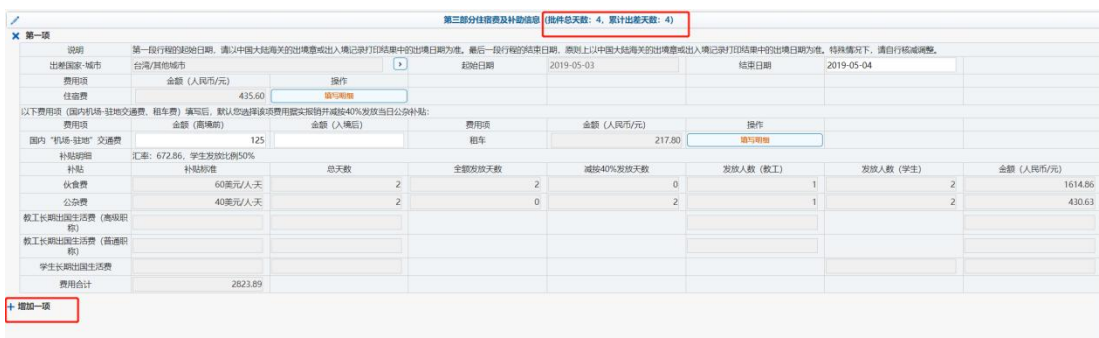 第三部分住宿费及补助信息 (批件总天数: 4, 累计出差天数: 4)
第一项
说明 第一段行程的起始日期, 请以中国大陆海关的出境章或出入境记录打印结果中的出境日期为准。最后一段行程的结束日期, 原则上以中国大陆海关的出境章或出入境记录打印结果中的出境日期为准。特殊情况下, 请自行核减调整。
出差国家-城市 台湾/其他城市 起始日期 2019-05-03 结束日期 2019-05-04
费用项 金额 (人民币/元) 操作
住宿费 435.60 填写明细
以下费用项 (国内机场-驻地交通费, 租车费) 填写后, 默认您选择该项费用据实报销并减按40%发放当日公杂补贴:
费用项 金额 (离境前) 金额 (入境后) 费用项 金额 (人民币/元) 操作
国内 "机场-驻地" 交通费 125 租车 217.80 填写明细
补贴明细 汇率: 672.86, 学生发放比例50%
补贴 补贴标准 总天数 全额发放天数 减按40%发放天数 发放人数 (教工) 发放人数 (学生) 金额 (人民币/元)
伙食费 60美元/人·天 2 2 0 1 2 1614.86
公杂费 40美元/人·天 2 0 2 1 2 430.63
教工长期出国生活费 (高级职
称)
教工长期出国生活费 (普通职
称)
学生长期出国生活费
费用合计 2823.89
增加一项